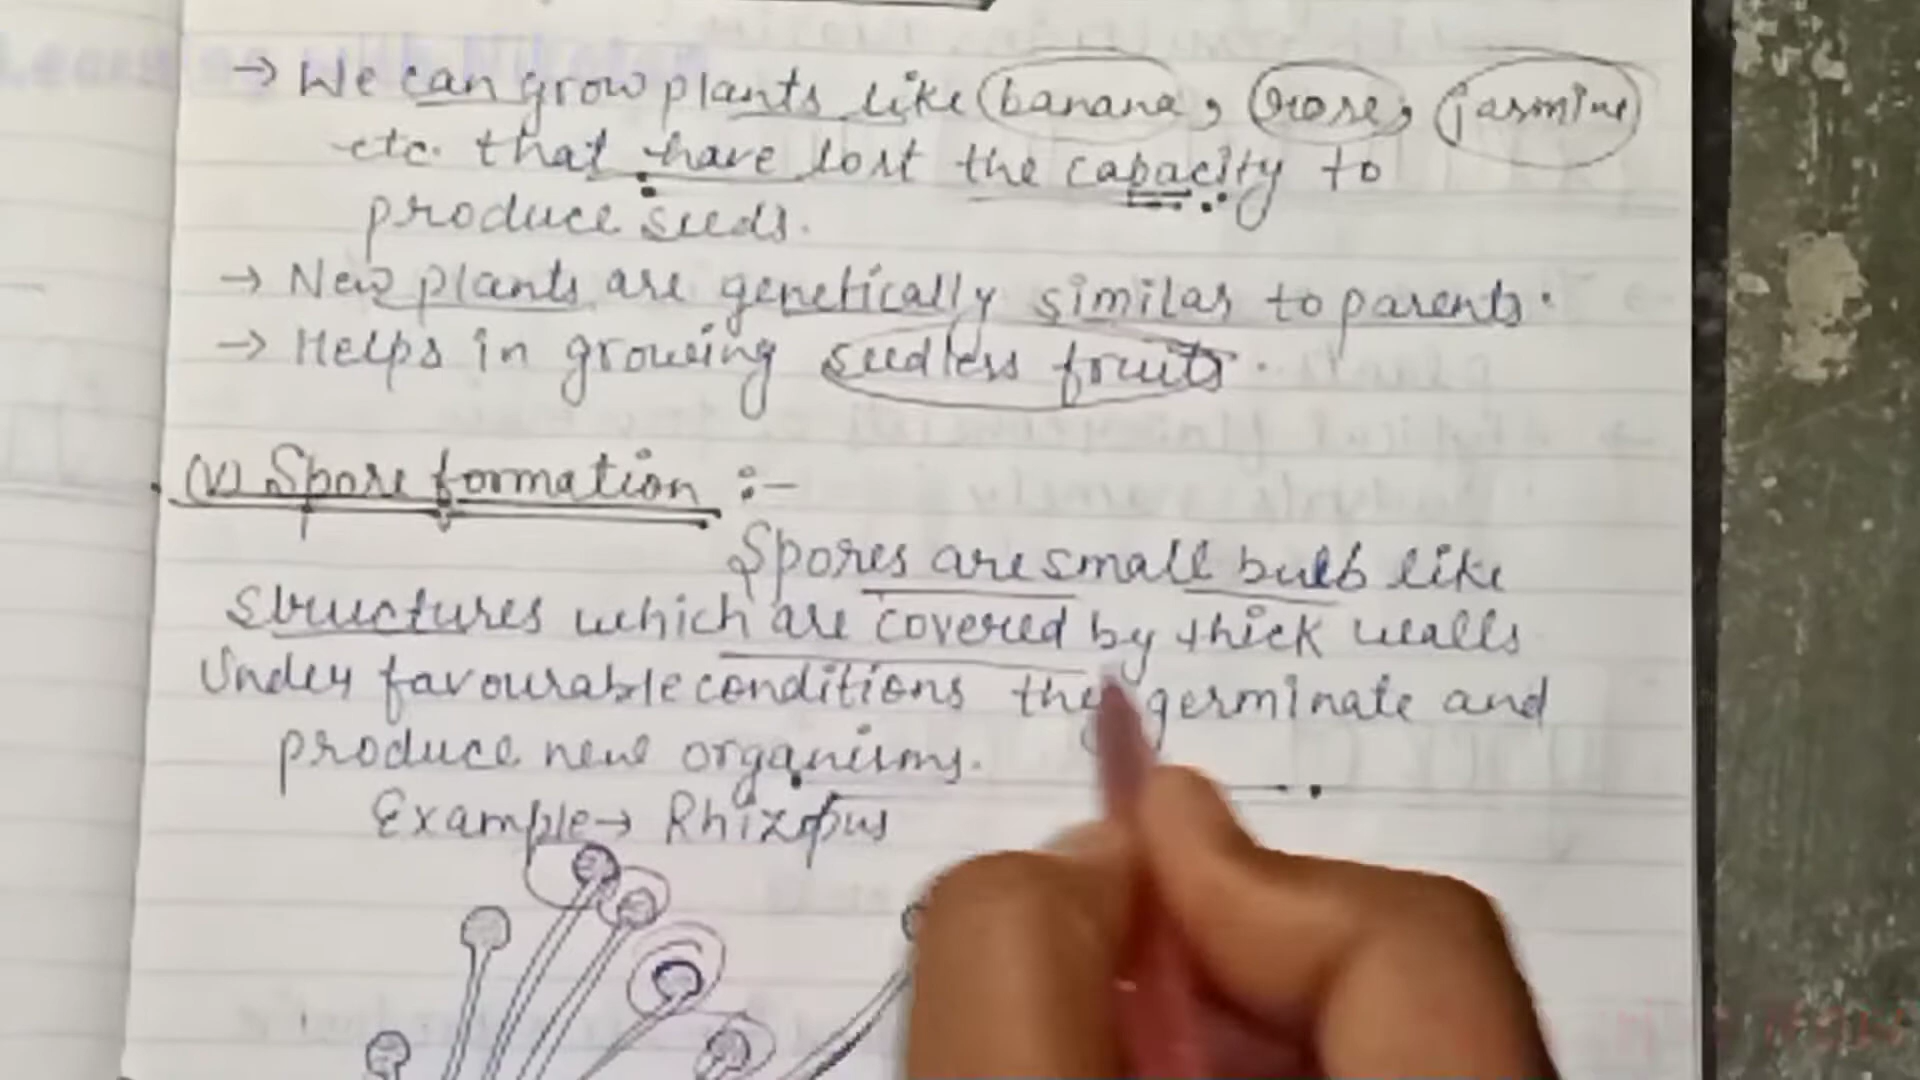 → We can grow plants like banana, rose, jasmine
etc. that have lost the capacity to
produce seeds.
→ New plants are genetically similar to parents.
→ Helps in growing seedless fruits.
(v) Spore formation :-
Spores are small bulb like
structures which are covered by thick walls
Under favourable conditions they germinate and
produce new organisms.
Example → Rhizopus